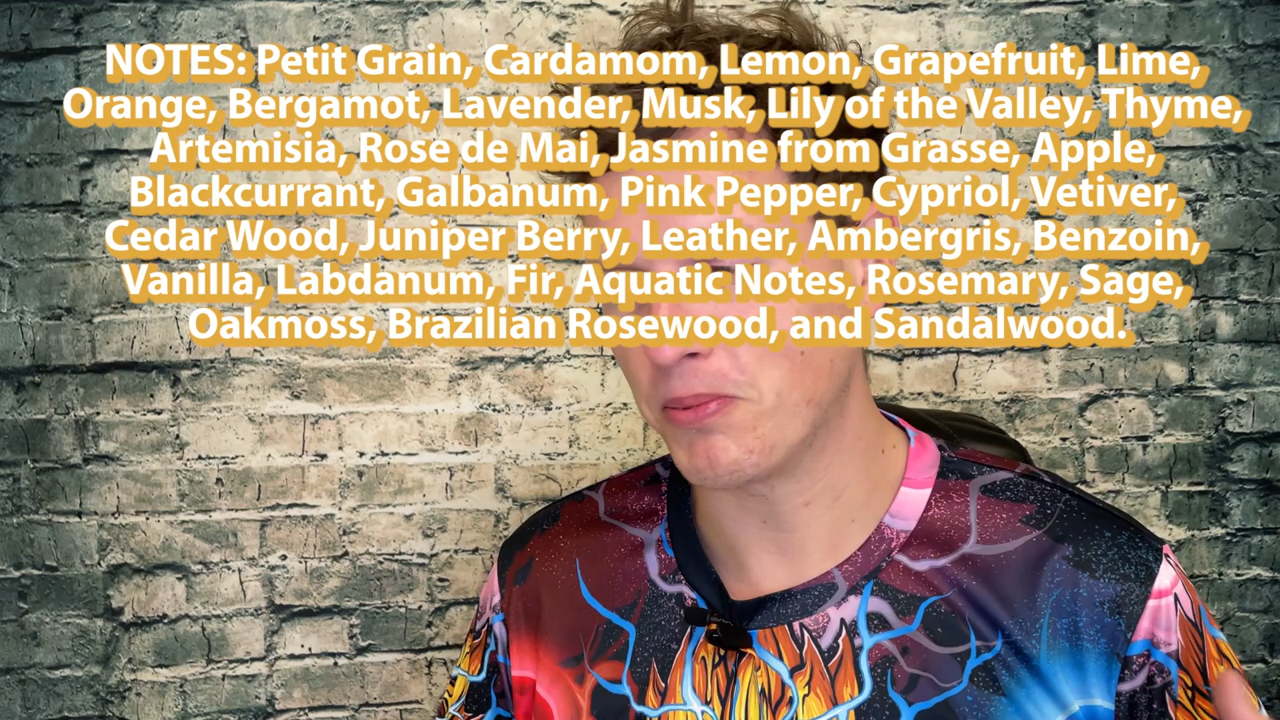 NOTES: Petit Grain, Cardamom, Lemon, Grapefruit, Lime,
Orange, Bergamot, Lavender, Musk, Lily of the Valley, Thyme,
Artemisia, Rose de Mai, Jasmine from Grasse, Apple,
Blackcurrant, Galbanum, Pink Pepper, Cypriol, Vetiver,
Cedar Wood, Juniper Berry, Leather, Ambergris, Benzoin,
Vanilla, Labdanum, Fir, Aquatic Notes, Rosemary, Sage,
Oakmoss, Brazilian Rosewood, and Sandalwood.